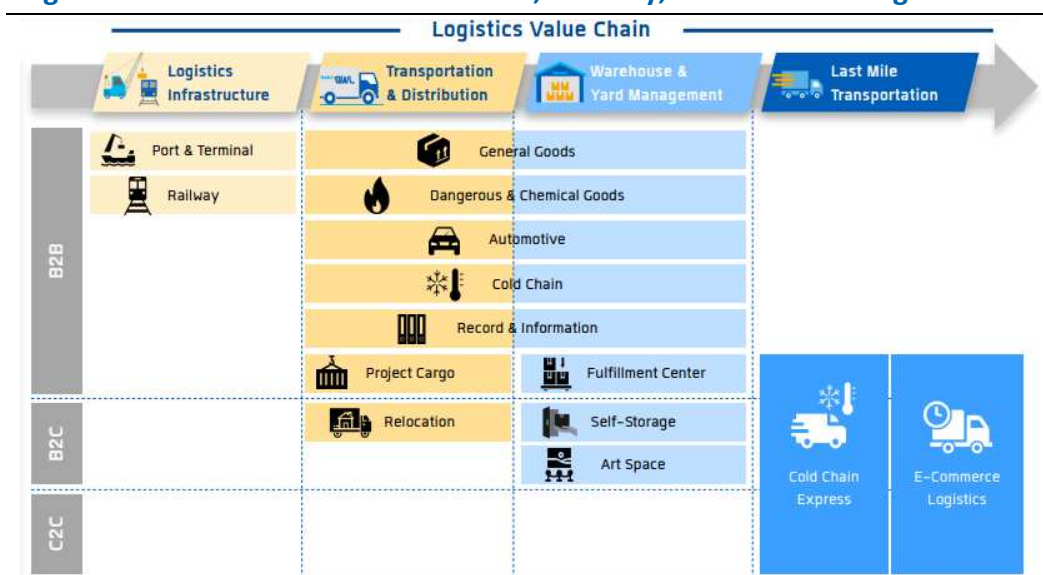 Logistics Value Chain
Logistics
Infrastructure
Transportation
& Distribution
Warehouse &
Yard Management
Last Mile
Transportation
B2B
Port & Terminal
General Goods
Railway
Dangerous & Chemical Goods
Automotive
Cold Chain
Record & Information
Project Cargo
Fulfillment Center
B2C
Relocation
Self-Storage
Art Space
Cold Chain
Express
E-Commerce
Logistics
C2C